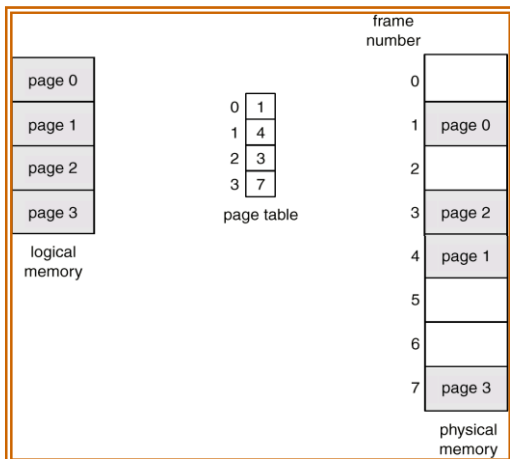 frame
number
page 0
page 1
page 2
page 3
logical
memory
0 1
1 4
2 3
3 7
page table
0
1 page 0
2
3 page 2
4 page 1
5
6
7 page 3
physical
memory